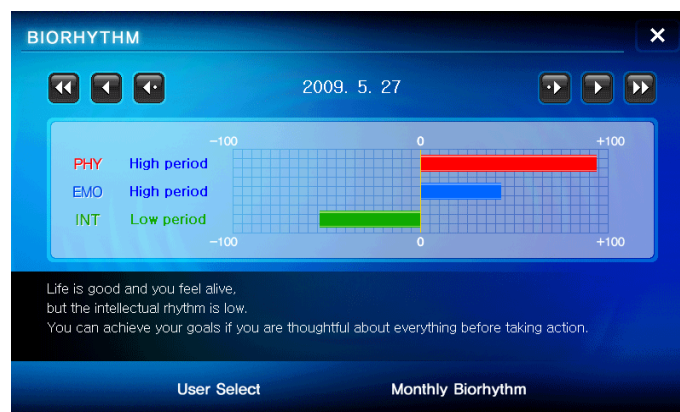 BIORHYTHM
2009. 5. 27
-100 0 +100
PHY High period
EMO High period
INT Low period
-100 0 +100
Life is good and you feel alive,
but the intellectual rhythm is low.
You can achieve your goals if you are thoughtful about everything before taking action.
User Select Monthly Biorhythm